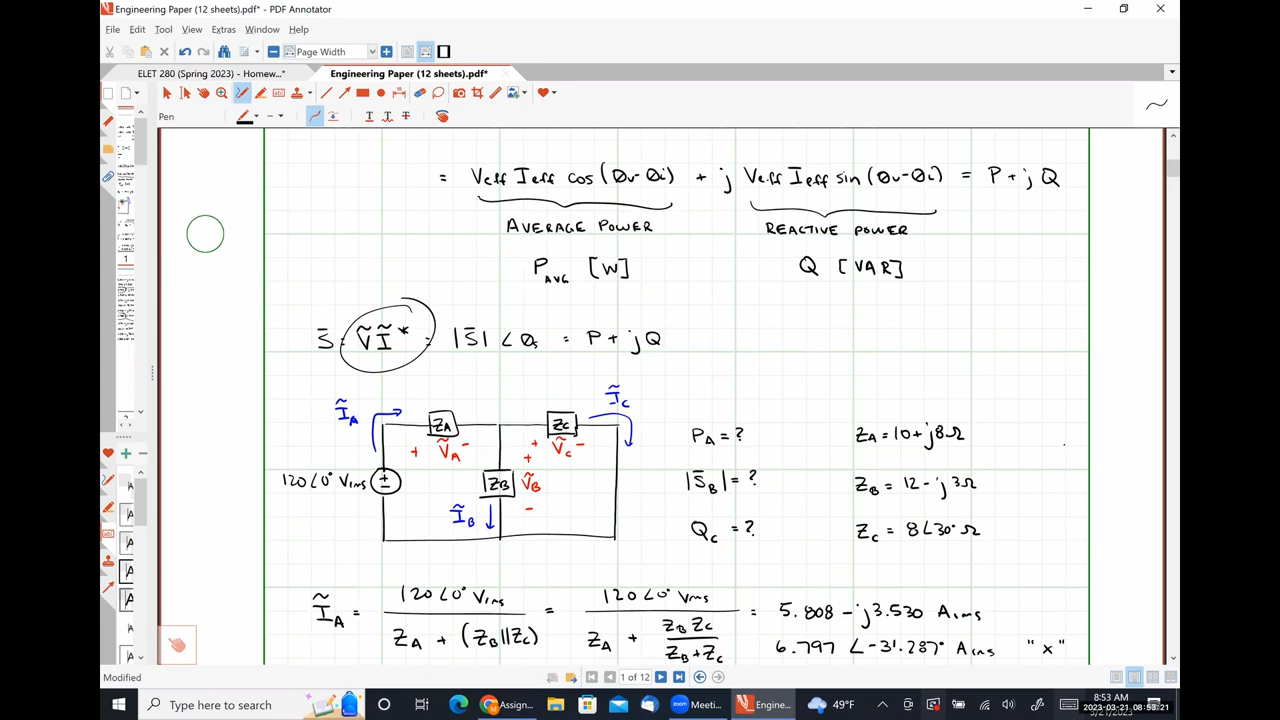 Engineering Paper (12 sheets).pdf* - PDF Annotator
File Edit Tool View Extras Window Help
Page Width
ELET 280 (Spring 2023) - Homew...*
Engineering Paper (12 sheets).pdf*
Pen
= Veff Ieff cos (θv-θi) + j Veff Ieff sin (θv-θi) = P + j Q
AVERAGE POWER REACTIVE POWER
P AVG [W] Q [VAR]
S̄ = ṼĨ* = |S̄| ∠ θs = P + j Q
ĨA
ĨC
ZA
ZC
+ ṼA -
+ ṼC -
120∠0° Vrms
+
ZB
ṼB
-
ĨB
PA = ? ZA = 10 + j8 Ω
|S̄B| = ? ZB = 12 - j3 Ω
QC = ? ZC = 8∠30° Ω
ĨA = 120∠0° Vrms / ZA + (ZB||ZC) = 120∠0° Vrms / ZA + ZB ZC / ZB + ZC = 5.808 - j3.530 Arms
6.797 ∠-31.287° Arms "x"
Modified
1 of 12
Type here to search
Assign...
Meeti...
Engine...
49°F
8:53 AM
2023-03-21 08:53:21